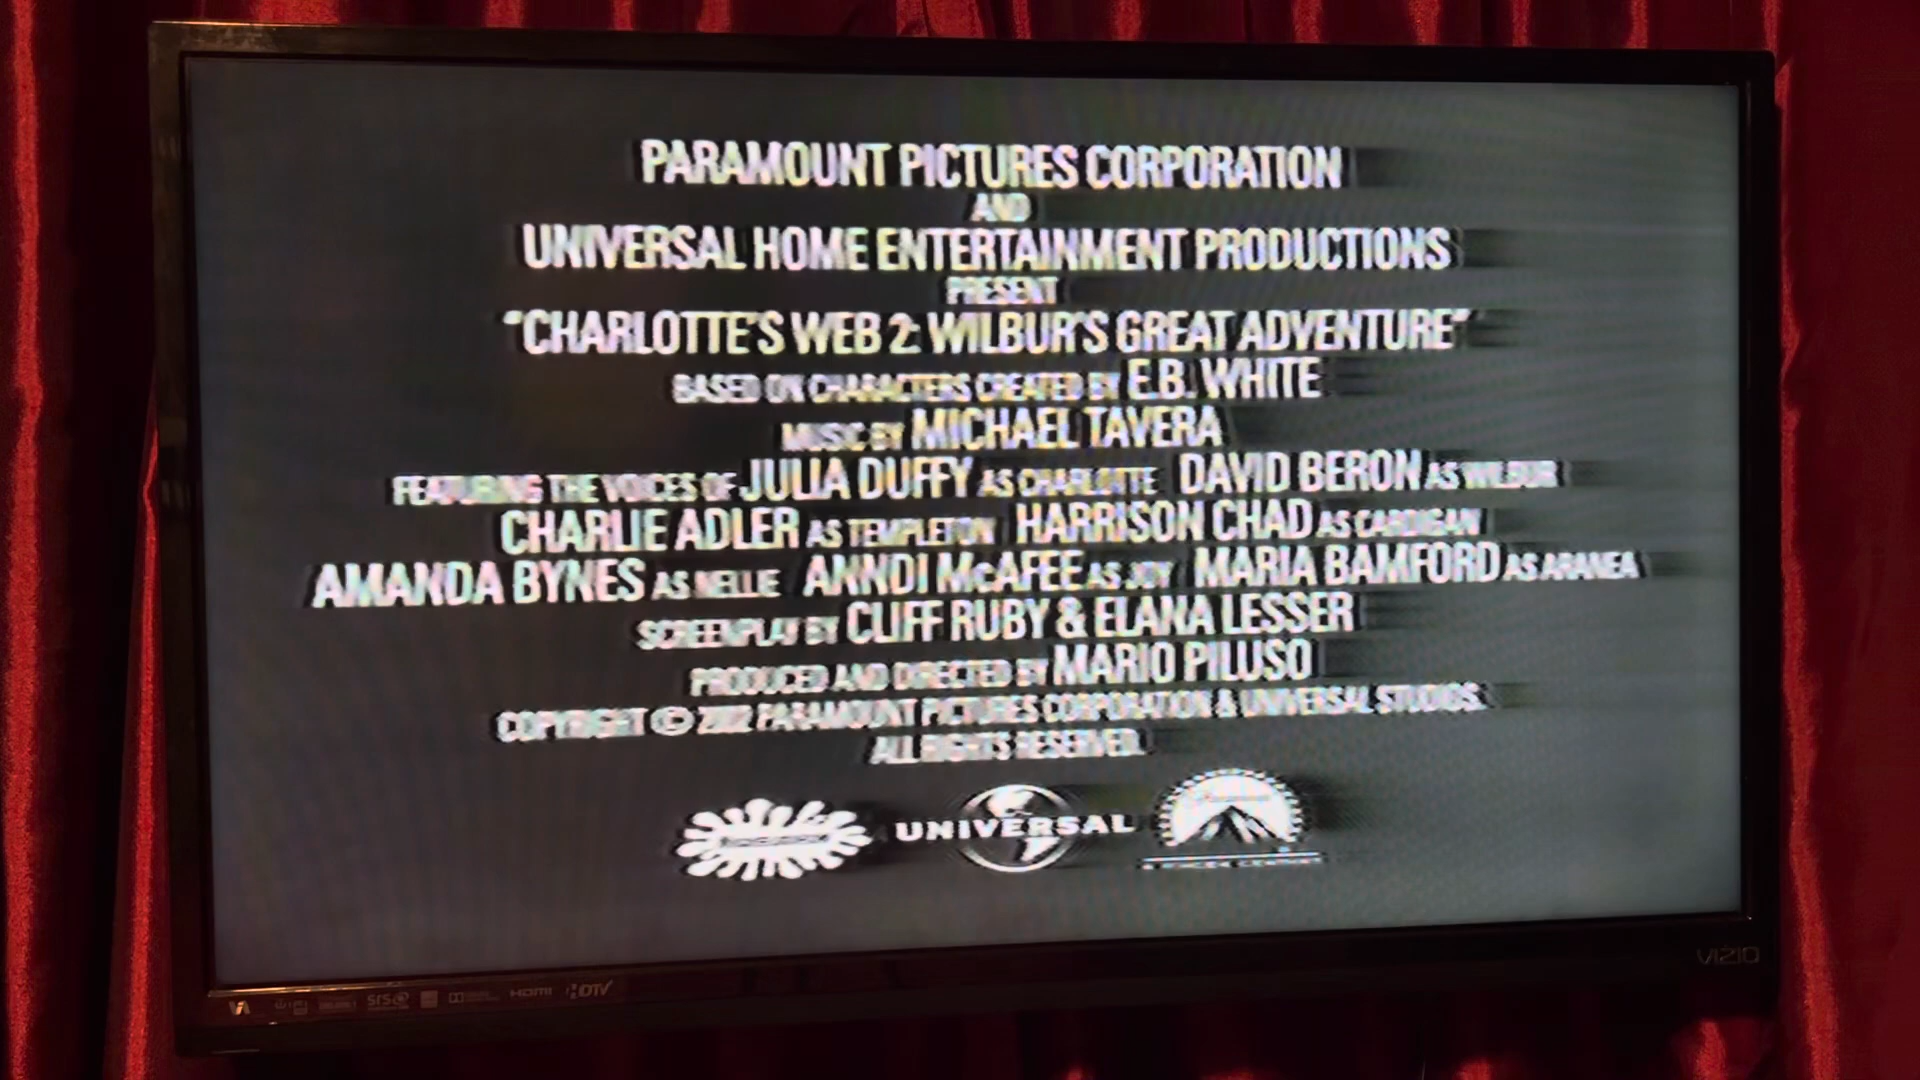 PARAMOUNT PICTURES CORPORATION
AND
UNIVERSAL HOME ENTERTAINMENT PRODUCTIONS
PRESENT
"CHARLOTTE'S WEB 2: WILBUR'S GREAT ADVENTURE"
BASED ON CHARACTERS CREATED BY E.B. WHITE
MUSIC BY MICHAEL TAVERA
FEATURING THE VOICES OF JULIA DUFFY AS CHARLOTTE DAVID BERON AS WILBUR
CHARLIE ADLER AS TEMPLETON HARRISON CHAD AS CARDIGAN
AMANDA BYNES AS NELLIE ANNDI McAFEE AS JOY MARIA BAMFORD AS ARANEA
SCREENPLAY BY CLIFF RUBY & ELANA LESSER
PRODUCED AND DIRECTED BY MARIO PILUSO
COPYRIGHT © 2002 PARAMOUNT PICTURES CORPORATION & UNIVERSAL STUDIOS.
ALL RIGHTS RESERVED.
UNIVERSAL
VIZIO
SRS HDMI HDTV